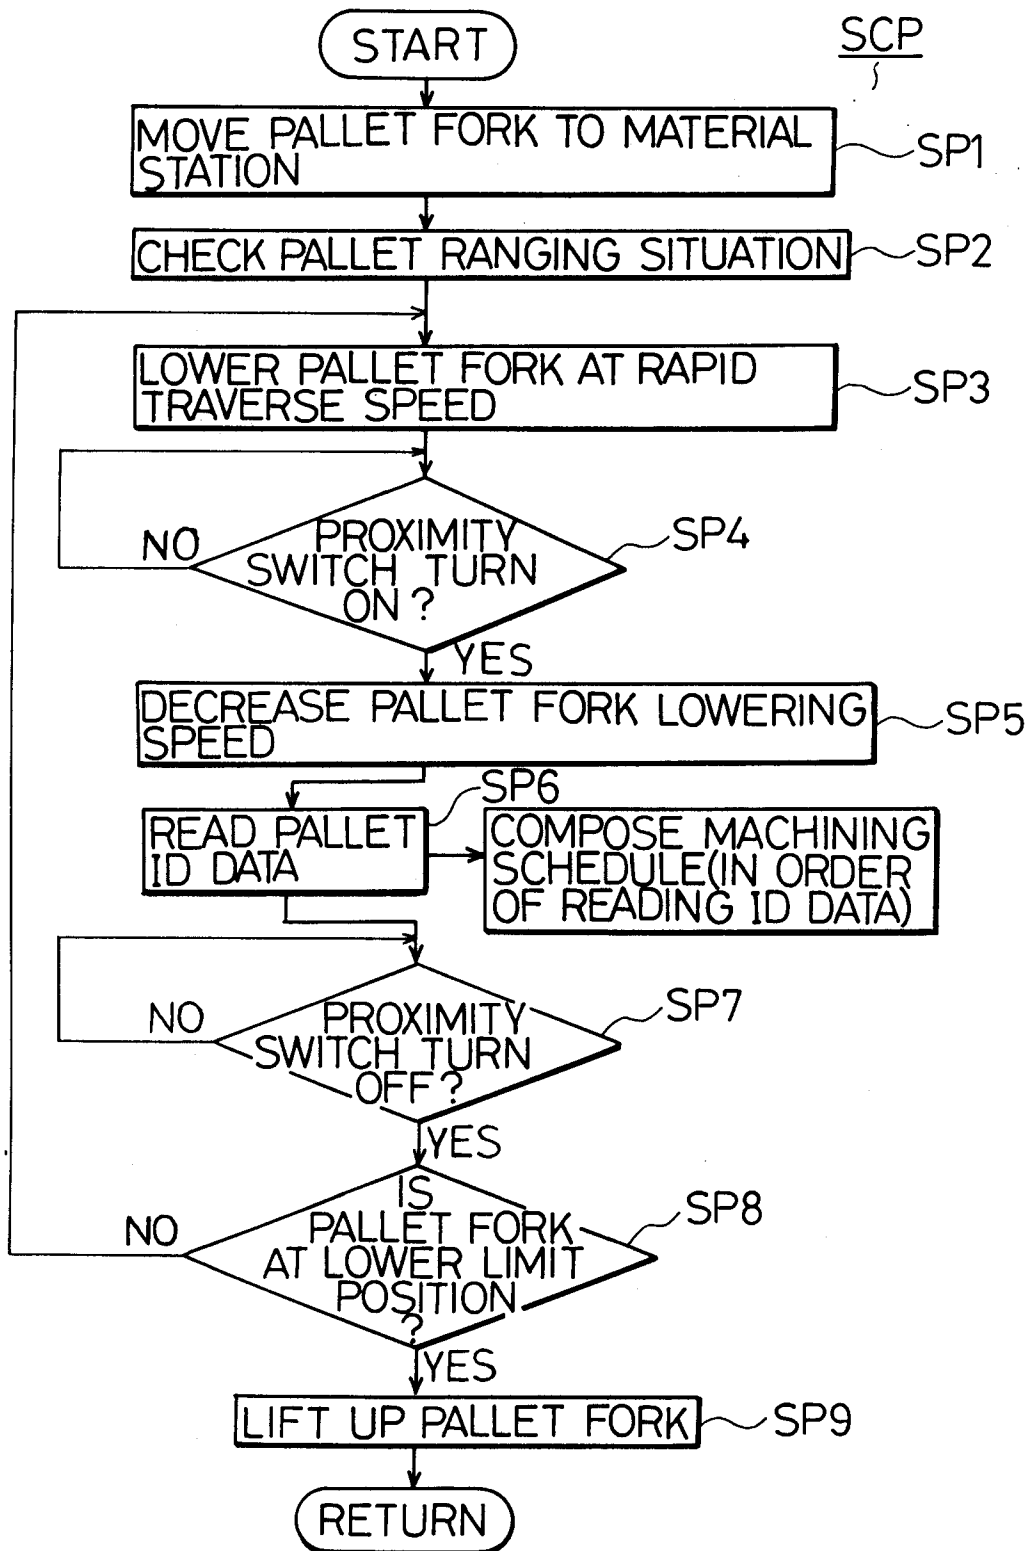 START
SCP
MOVE PALLET FORK TO MATERIAL
STATION
SP1
CHECK PALLET RANGING SITUATION
SP2
LOWER PALLET FORK AT RAPID
TRAVERSE SPEED
SP3
PROXIMITY
SWITCH TURN
ON?
NO
SP4
YES
DECREASE PALLET FORK LOWERING
SPEED
SP5
SP6
READ PALLET
ID DATA
COMPOSE MACHINING
SCHEDULE(IN ORDER
OF READING ID DATA)
PROXIMITY
SWITCH TURN
OFF?
NO
SP7
YES
IS
PALLET FORK
AT LOWER LIMIT
POSITION
?
NO
SP8
YES
LIFT UP PALLET FORK
SP9
RETURN